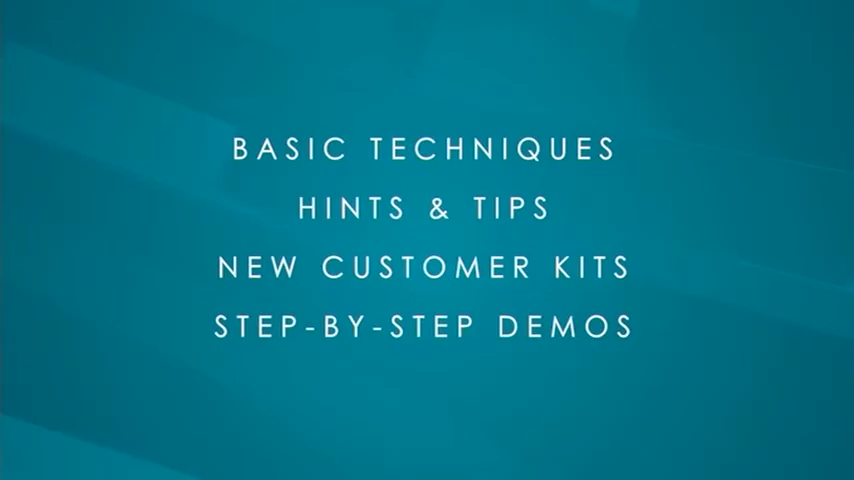 BASIC TECHNIQUES
HINTS & TIPS
NEW CUSTOMER KITS
STEP-BY-STEP DEMOS